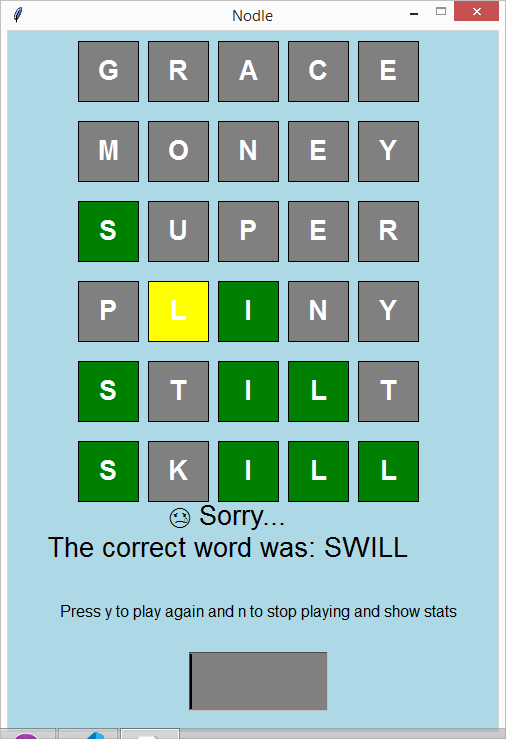 Nodle
G R A C E
M O N E Y
S U P E R
P L I N Y
S T I L T
S K I L L
Sorry...
The correct word was: SWILL
Press y to play again and n to stop playing and show stats